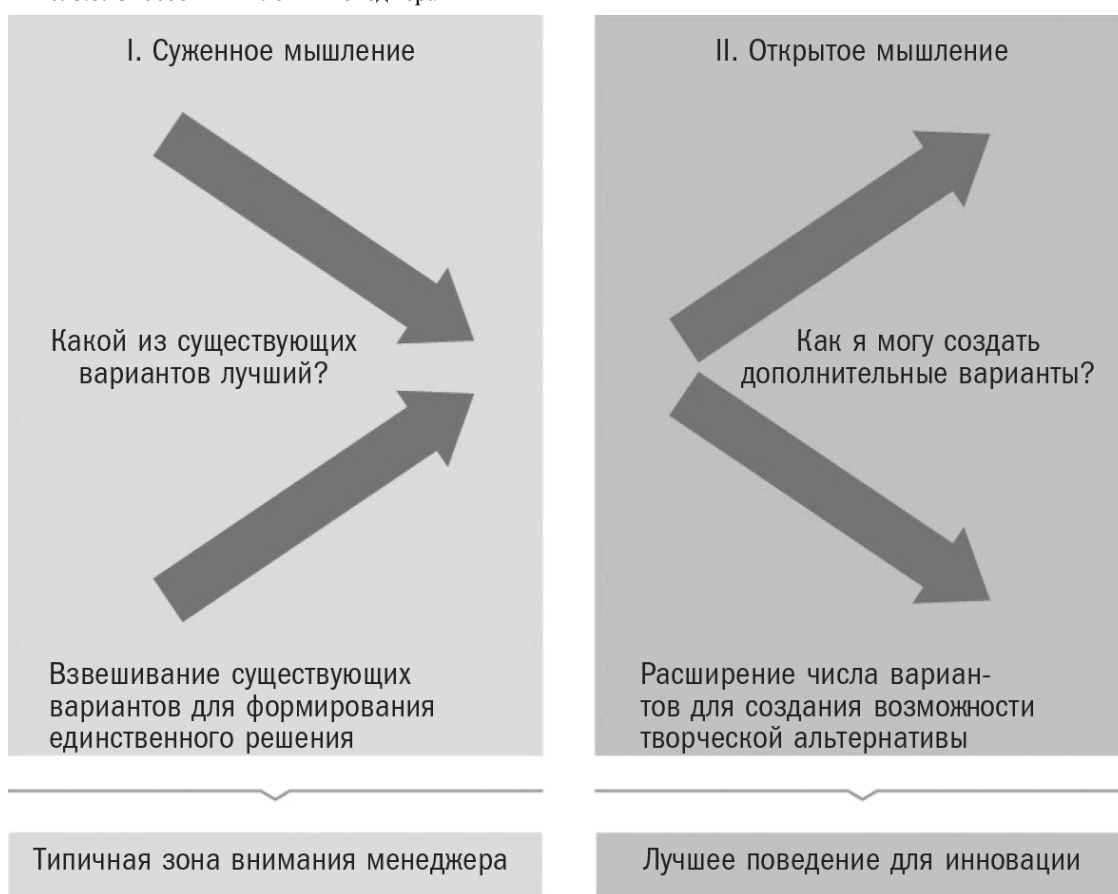 I. Суженное мышление
Какой из существующих
вариантов лучший?
Взвешивание существующих
вариантов для формирования
единственного решения
Типичная зона внимания менеджера
II. Открытое мышление
Как я могу создать
дополнительные варианты?
Расширение числа вариан-
тов для создания возможности
творческой альтернативы
Лучшее поведение для инновации